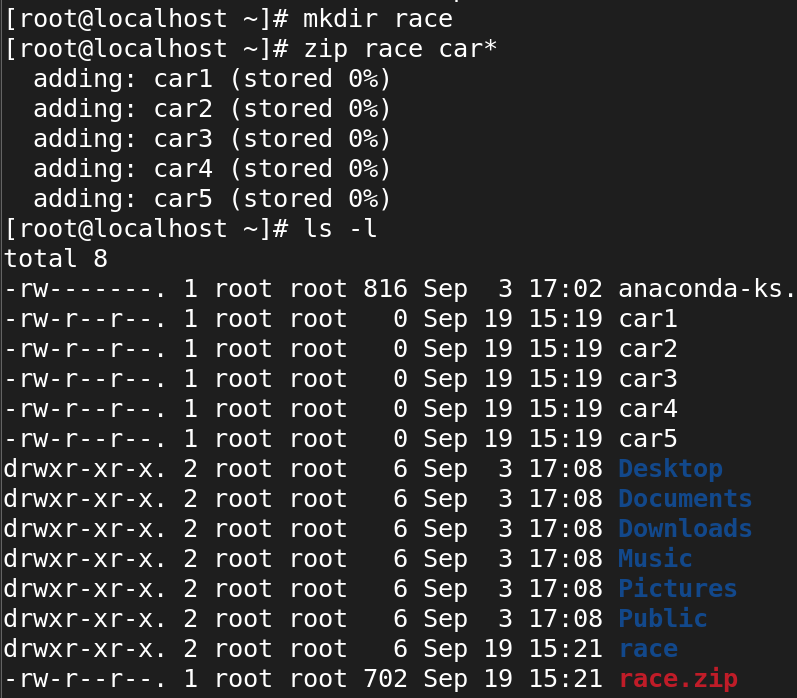 [root@localhost ~]# mkdir race
[root@localhost ~]# zip race car*
  adding: car1 (stored 0%)
  adding: car2 (stored 0%)
  adding: car3 (stored 0%)
  adding: car4 (stored 0%)
  adding: car5 (stored 0%)
[root@localhost ~]# ls -l
total 8
-rw-------. 1 root root 816 Sep  3 17:02 anaconda-ks.
-rw-r--r--. 1 root root   0 Sep 19 15:19 car1
-rw-r--r--. 1 root root   0 Sep 19 15:19 car2
-rw-r--r--. 1 root root   0 Sep 19 15:19 car3
-rw-r--r--. 1 root root   0 Sep 19 15:19 car4
-rw-r--r--. 1 root root   0 Sep 19 15:19 car5
drwxr-xr-x. 2 root root   6 Sep  3 17:08 Desktop
drwxr-xr-x. 2 root root   6 Sep  3 17:08 Documents
drwxr-xr-x. 2 root root   6 Sep  3 17:08 Downloads
drwxr-xr-x. 2 root root   6 Sep  3 17:08 Music
drwxr-xr-x. 2 root root   6 Sep  3 17:08 Pictures
drwxr-xr-x. 2 root root   6 Sep  3 17:08 Public
drwxr-xr-x. 2 root root   6 Sep 19 15:21 race
-rw-r--r--. 1 root root 702 Sep 19 15:21 race.zip